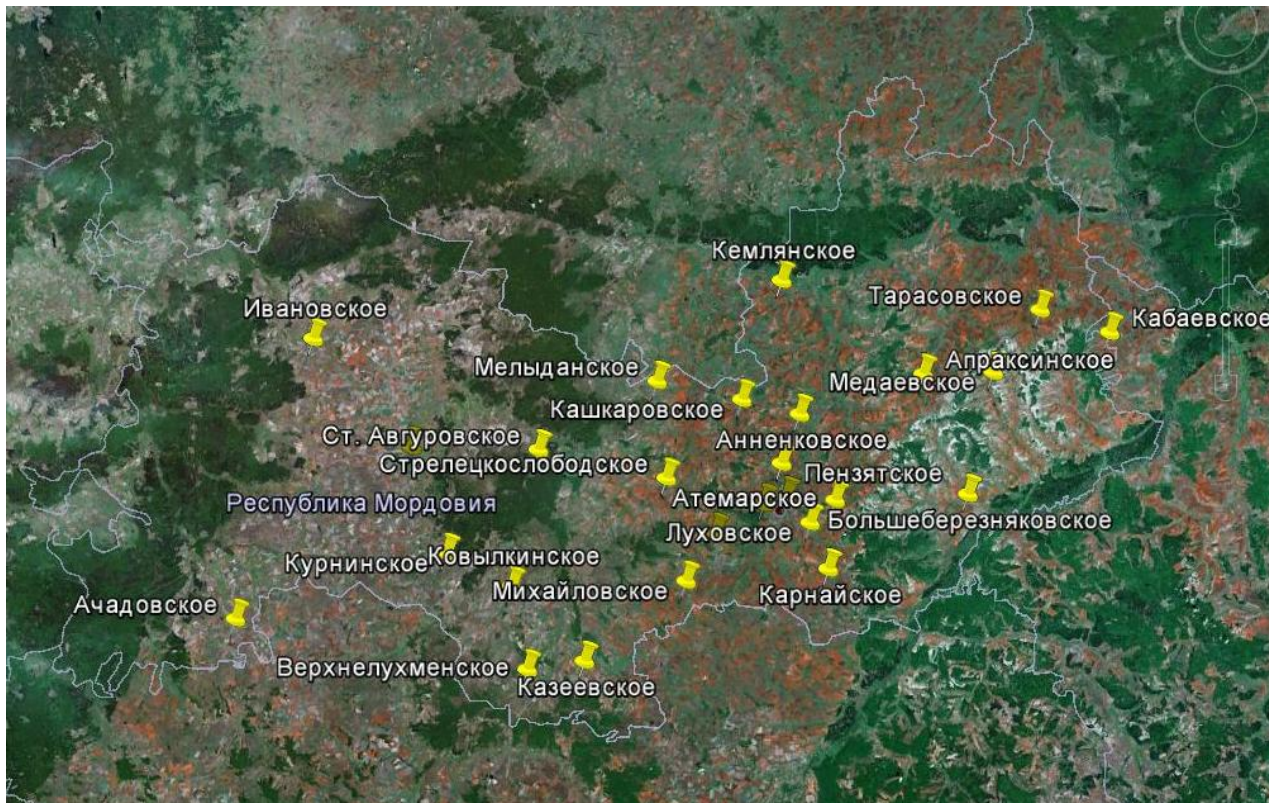 Кемлянское
Тарасовское
Ивановское
Кабаевское
Мелыданское
Апраксинское
Медаевское
Кашкаровское
Ст. Авгуровское
Анненковское
Стрелецкослободское
Пензятское
Атемарское
Республика Мордовия
Большеберезняковское
Луховское
Ковылкинское
Курнинское
Михайловское
Карнайское
Ачадовское
Верхнелухменское
Казеевское